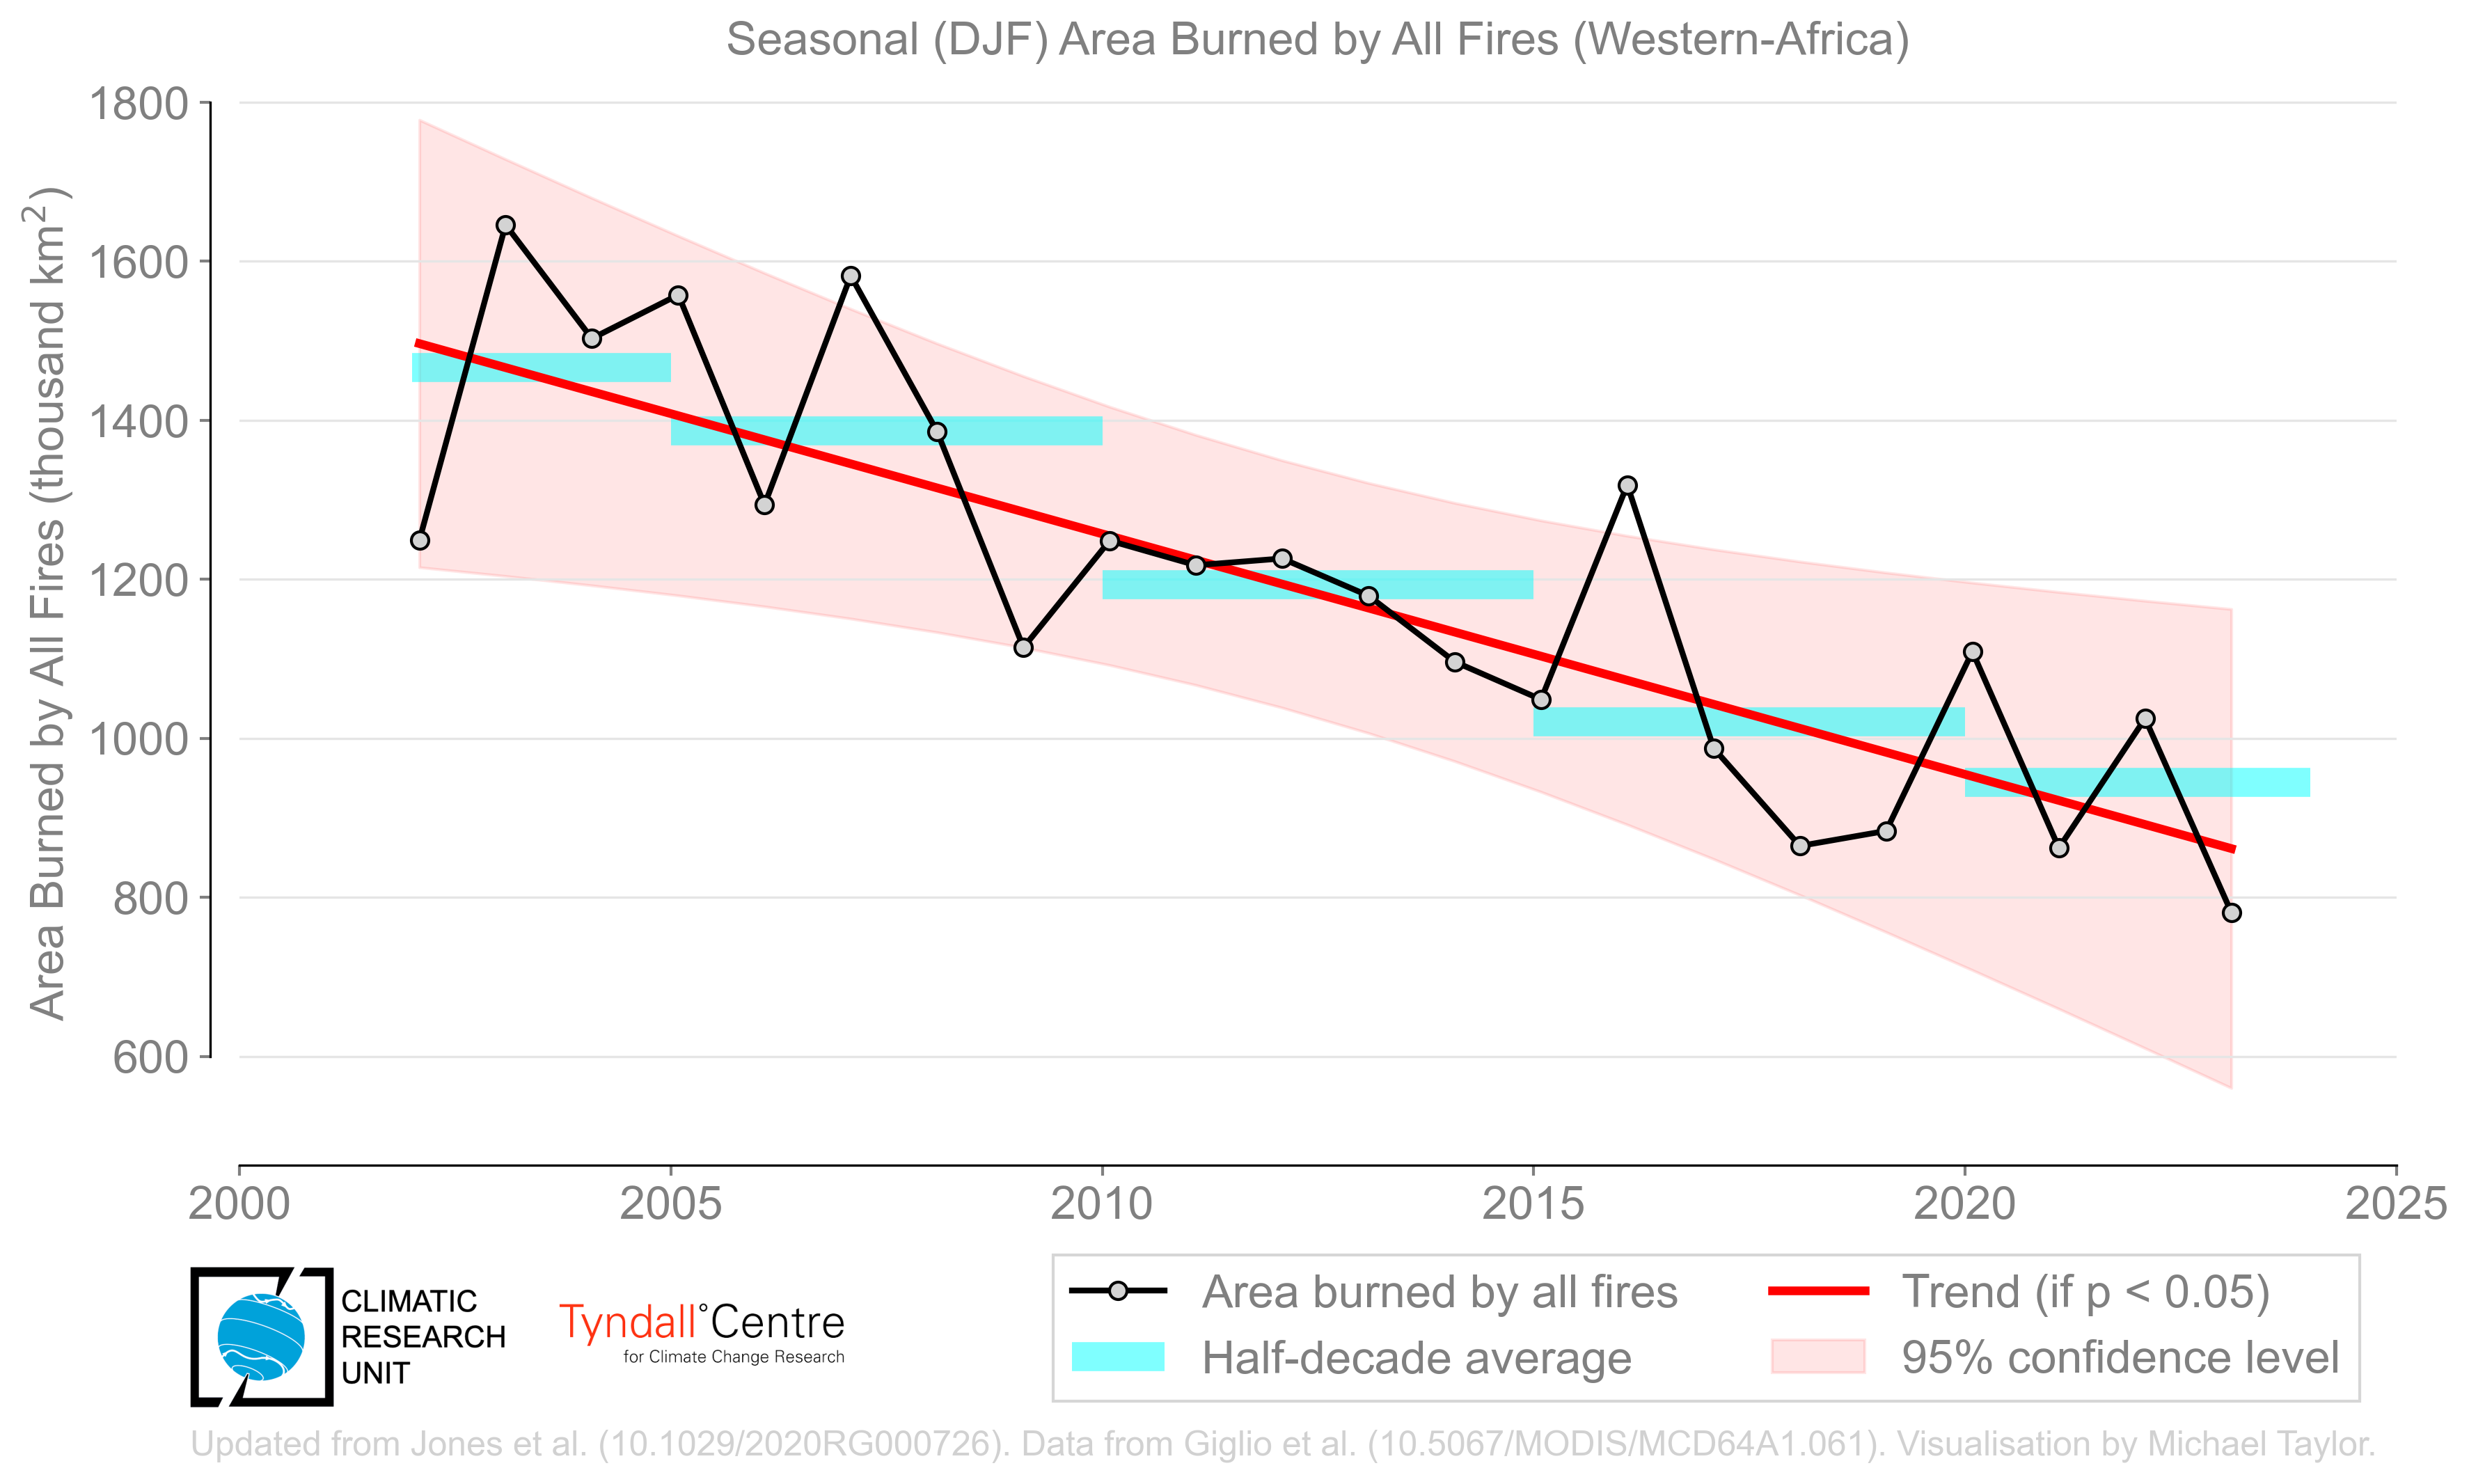 Seasonal (DJF) Area Burned by All Fires (Western-Africa)
Area Burned by All Fires (thousand km²)
1800
1600
1400
1200
1000
800
600
2000 2005 2010 2015 2020 2025
CLIMATIC
RESEARCH
UNIT
Tyndall°Centre
for Climate Change Research
Area burned by all fires
Trend (if p < 0.05)
Half-decade average
95% confidence level
Updated from Jones et al. (10.1029/2020RG000726). Data from Giglio et al. (10.5067/MODIS/MCD64A1.061). Visualisation by Michael Taylor.